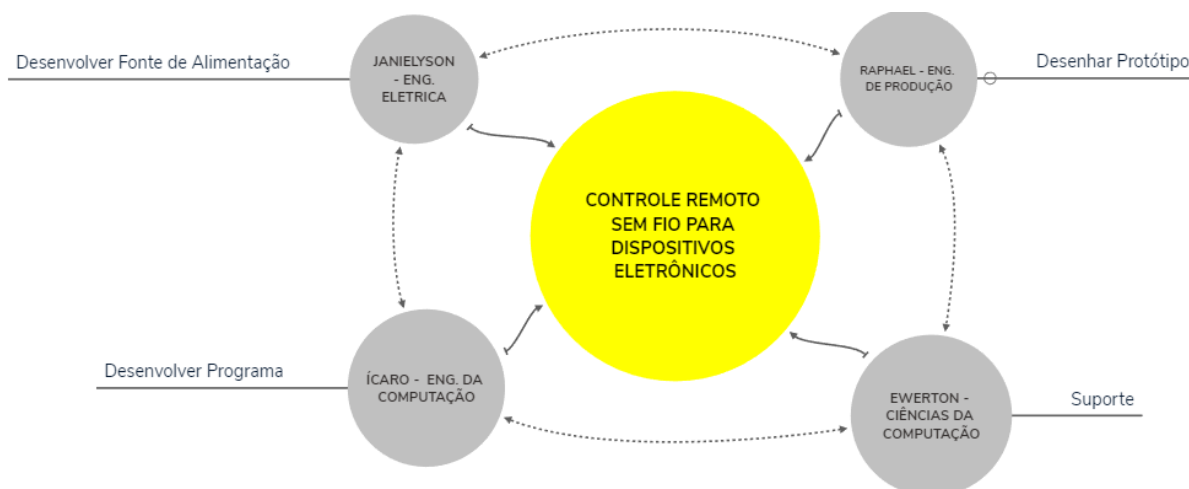 Desenvolver Fonte de Alimentação
JANIELYSON
- ENG.
ELETRICA
RAPHAEL - ENG.
DE PRODUÇÃO
Desenhar Protótipo
CONTROLE REMOTO
SEM FIO PARA
DISPOSITIVOS
ELETRÔNICOS
Desenvolver Programa
ÍCARO - ENG. DA
COMPUTAÇÃO
EWERTON -
CIÊNCIAS DA
COMPUTAÇÃO
Suporte